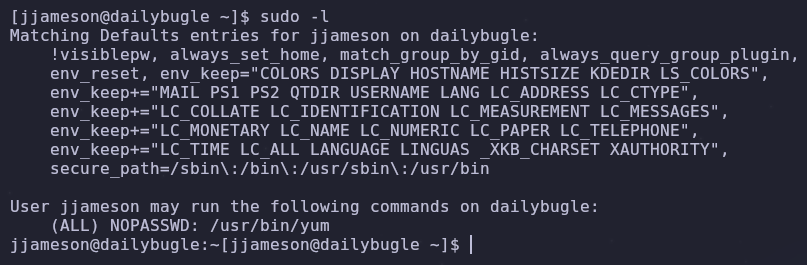 [jjameson@dailybugle ~]$ sudo -l
Matching Defaults entries for jjameson on dailybugle:
    !visiblepw, always_set_home, match_group_by_gid, always_query_group_plugin,
    env_reset, env_keep="COLORS DISPLAY HOSTNAME HISTSIZE KDEDIR LS_COLORS",
    env_keep+="MAIL PS1 PS2 QTDIR USERNAME LANG LC_ADDRESS LC_CTYPE",
    env_keep+="LC_COLLATE LC_IDENTIFICATION LC_MEASUREMENT LC_MESSAGES",
    env_keep+="LC_MONETARY LC_NAME LC_NUMERIC LC_PAPER LC_TELEPHONE",
    env_keep+="LC_TIME LC_ALL LANGUAGE LINGUAS _XKB_CHARSET XAUTHORITY",
    secure_path=/sbin\:/bin\:/usr/sbin\:/usr/bin

User jjameson may run the following commands on dailybugle:
    (ALL) NOPASSWD: /usr/bin/yum
jjameson@dailybugle:~[jjameson@dailybugle ~]$